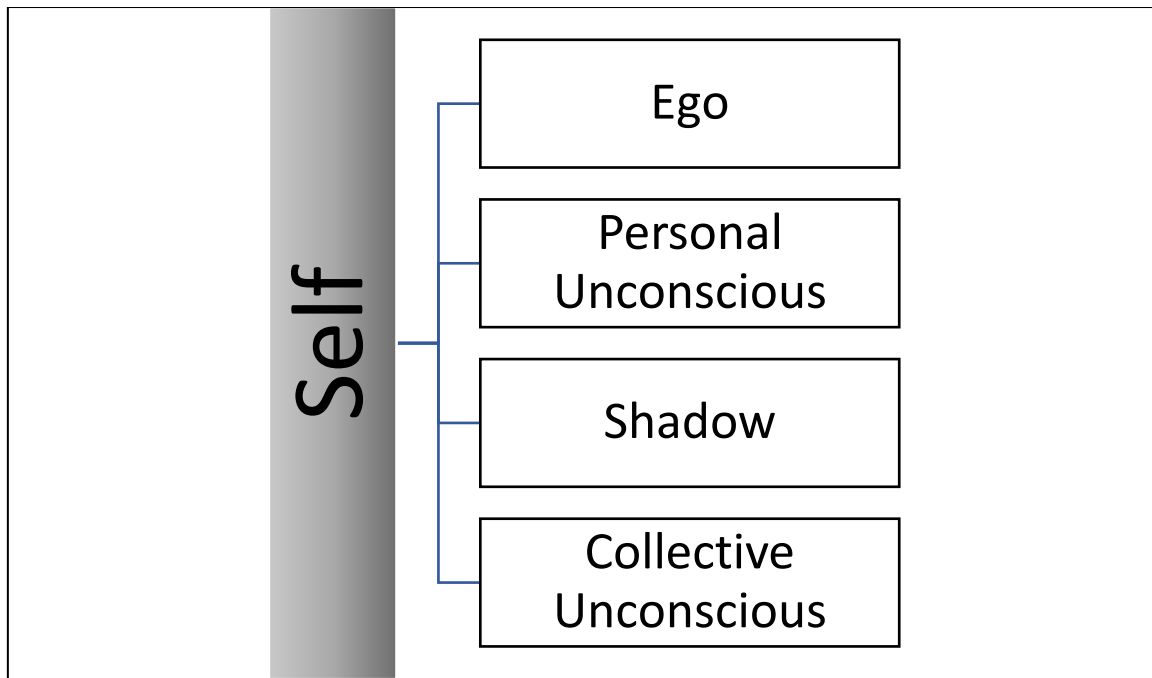 Self
Ego
Personal
Unconscious
Shadow
Collective
Unconscious